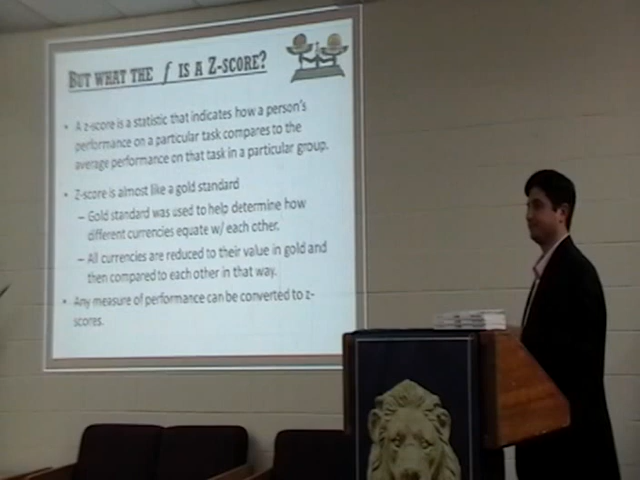 BUT WHAT THE f IS A Z-SCORE?
• A z-score is a statistic that indicates how a person's
performance on a particular task compares to the
average performance on that task in a particular group.
• Z-score is almost like a gold standard
– Gold standard was used to help determine how
different currencies equate w/ each other.
– All currencies are reduced to their value in gold and
then compared to each other in that way.
• Any measure of performance can be converted to z-
scores.